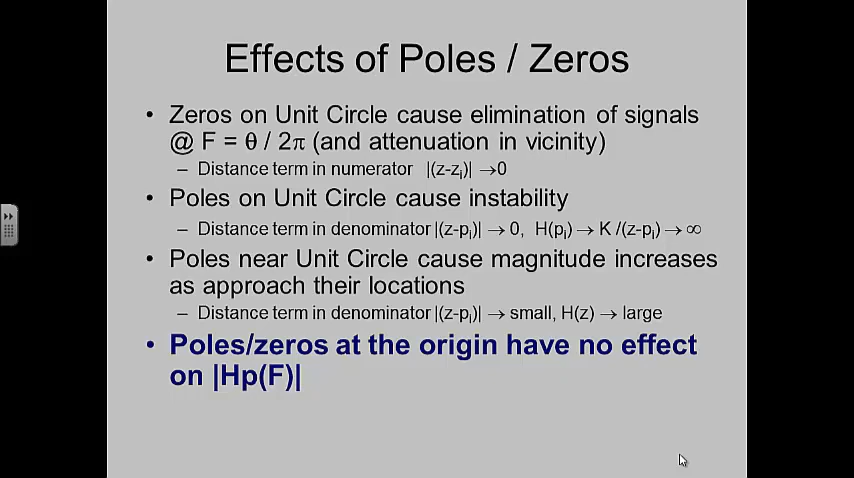 Effects of Poles / Zeros
• Zeros on Unit Circle cause elimination of signals
@ F = θ / 2π (and attenuation in vicinity)
– Distance term in numerator |(z-zᵢ)| →0
• Poles on Unit Circle cause instability
– Distance term in denominator |(z-pᵢ)| → 0, H(pᵢ) → K /(z-pᵢ) → ∞
• Poles near Unit Circle cause magnitude increases
as approach their locations
– Distance term in denominator |(z-pᵢ)| → small, H(z) → large
• Poles/zeros at the origin have no effect
on |Hp(F)|